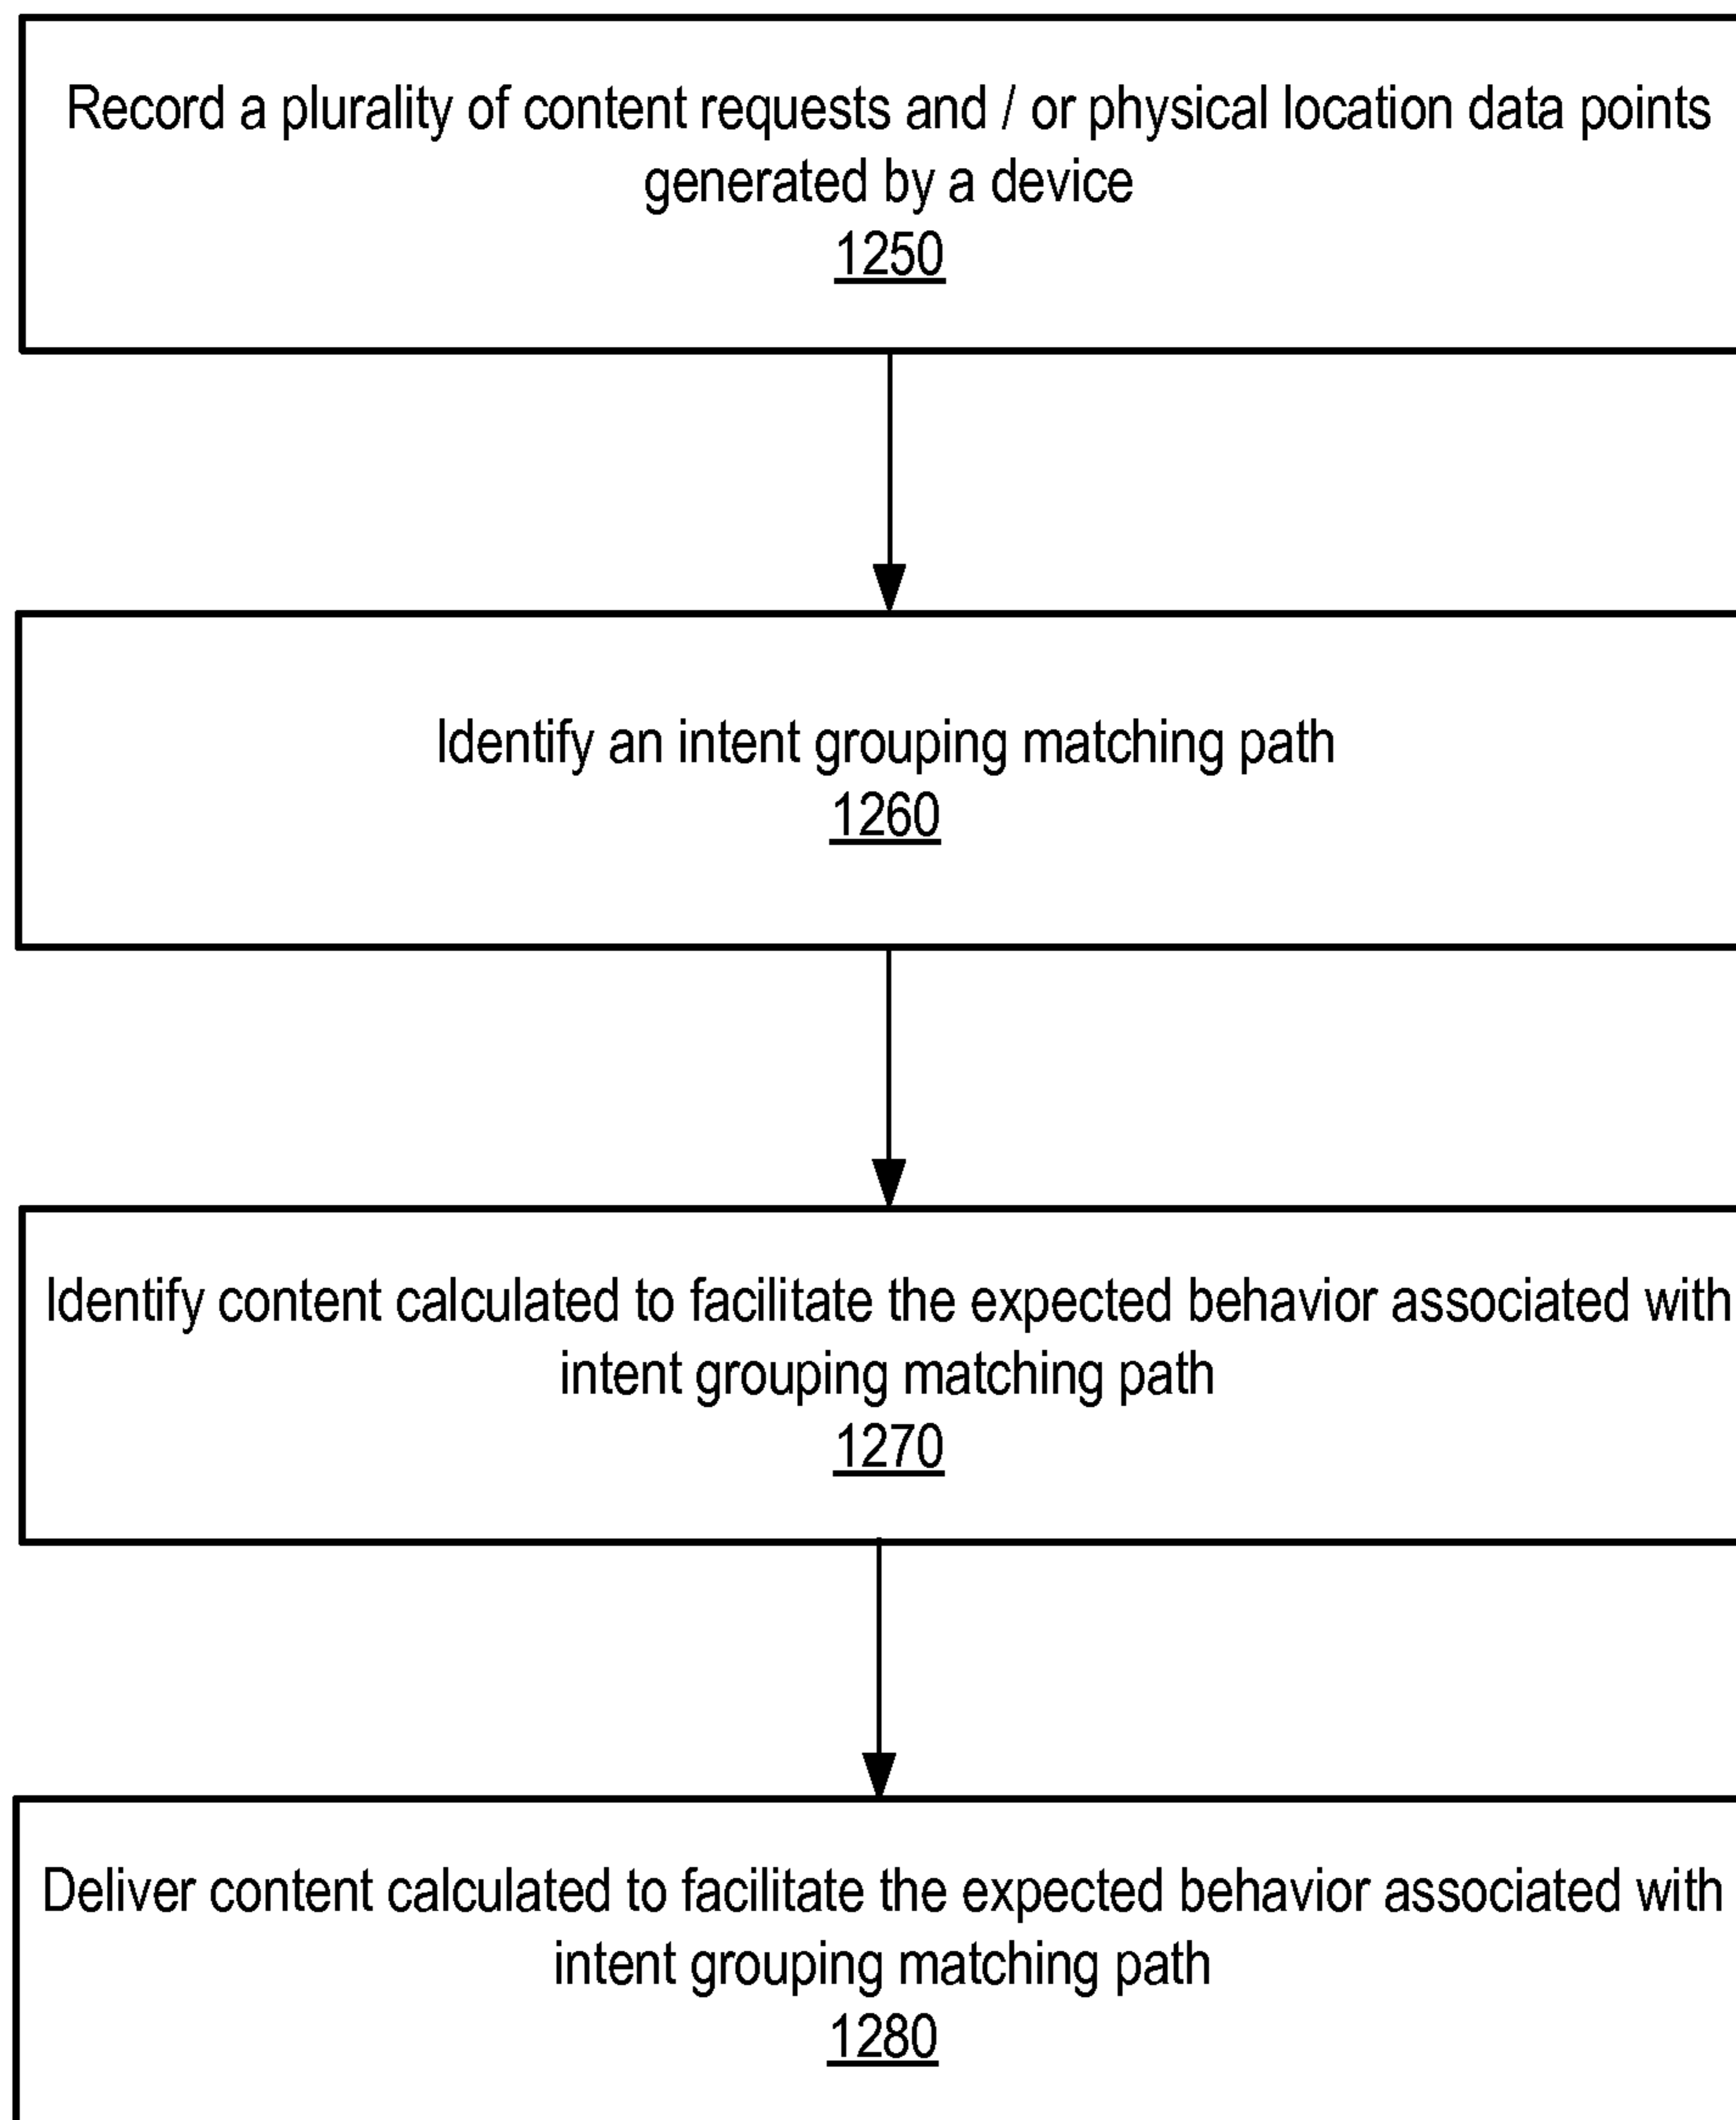 Record a plurality of content requests and / or physical location data points
generated by a device
1250
Identify an intent grouping matching path
1260
Identify content calculated to facilitate the expected behavior associated with
intent grouping matching path
1270
Deliver content calculated to facilitate the expected behavior associated with
intent grouping matching path
1280